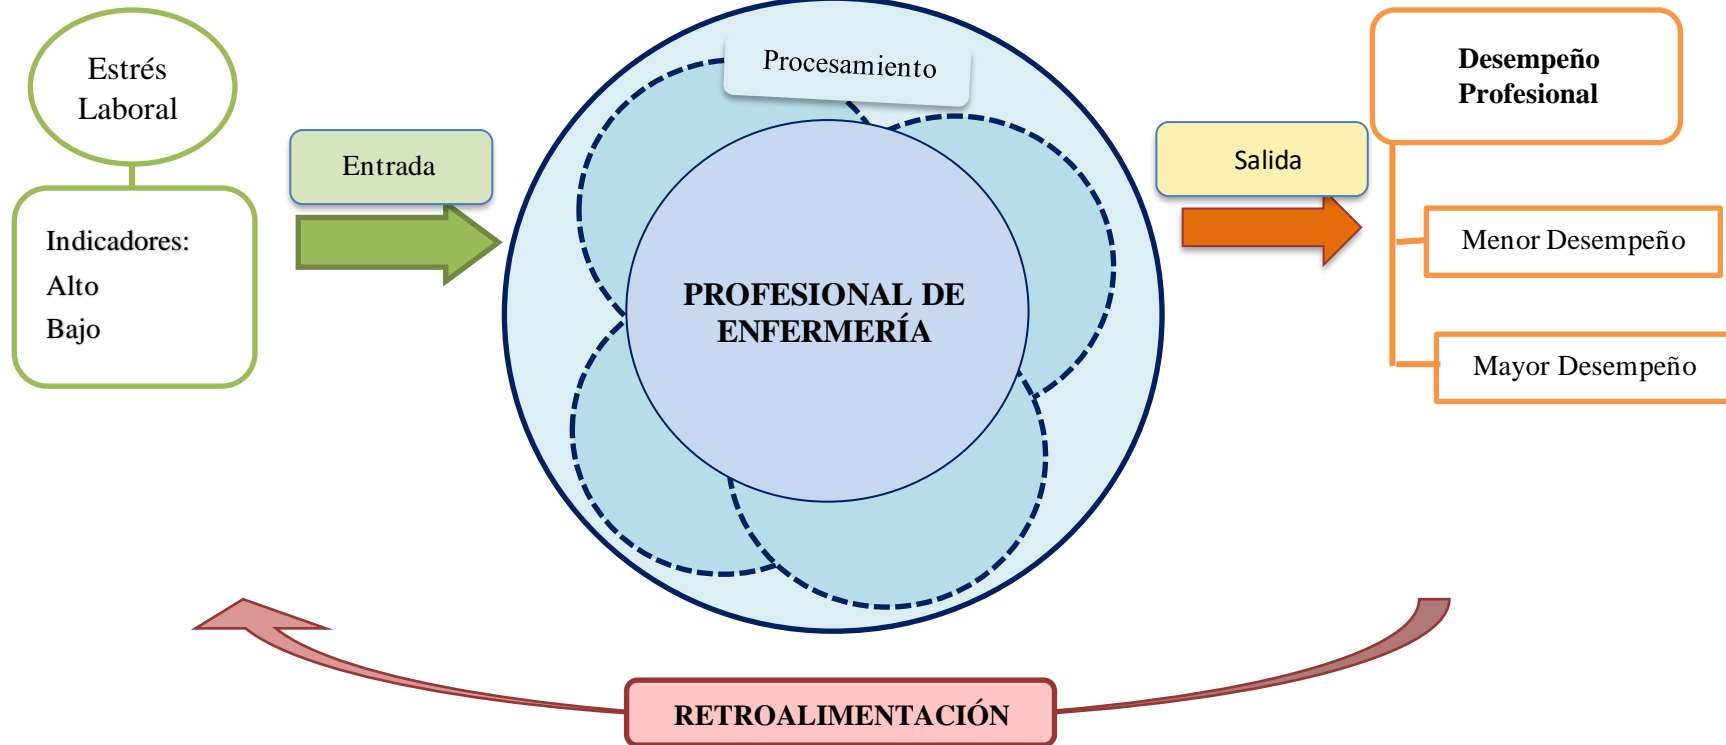 Estrés
Laboral
Indicadores:
Alto
Bajo
Entrada
Procesamiento
PROFESIONAL DE
ENFERMERÍA
Salida
Desempeño
Profesional
Menor Desempeño
Mayor Desempeño
RETROALIMENTACIÓN